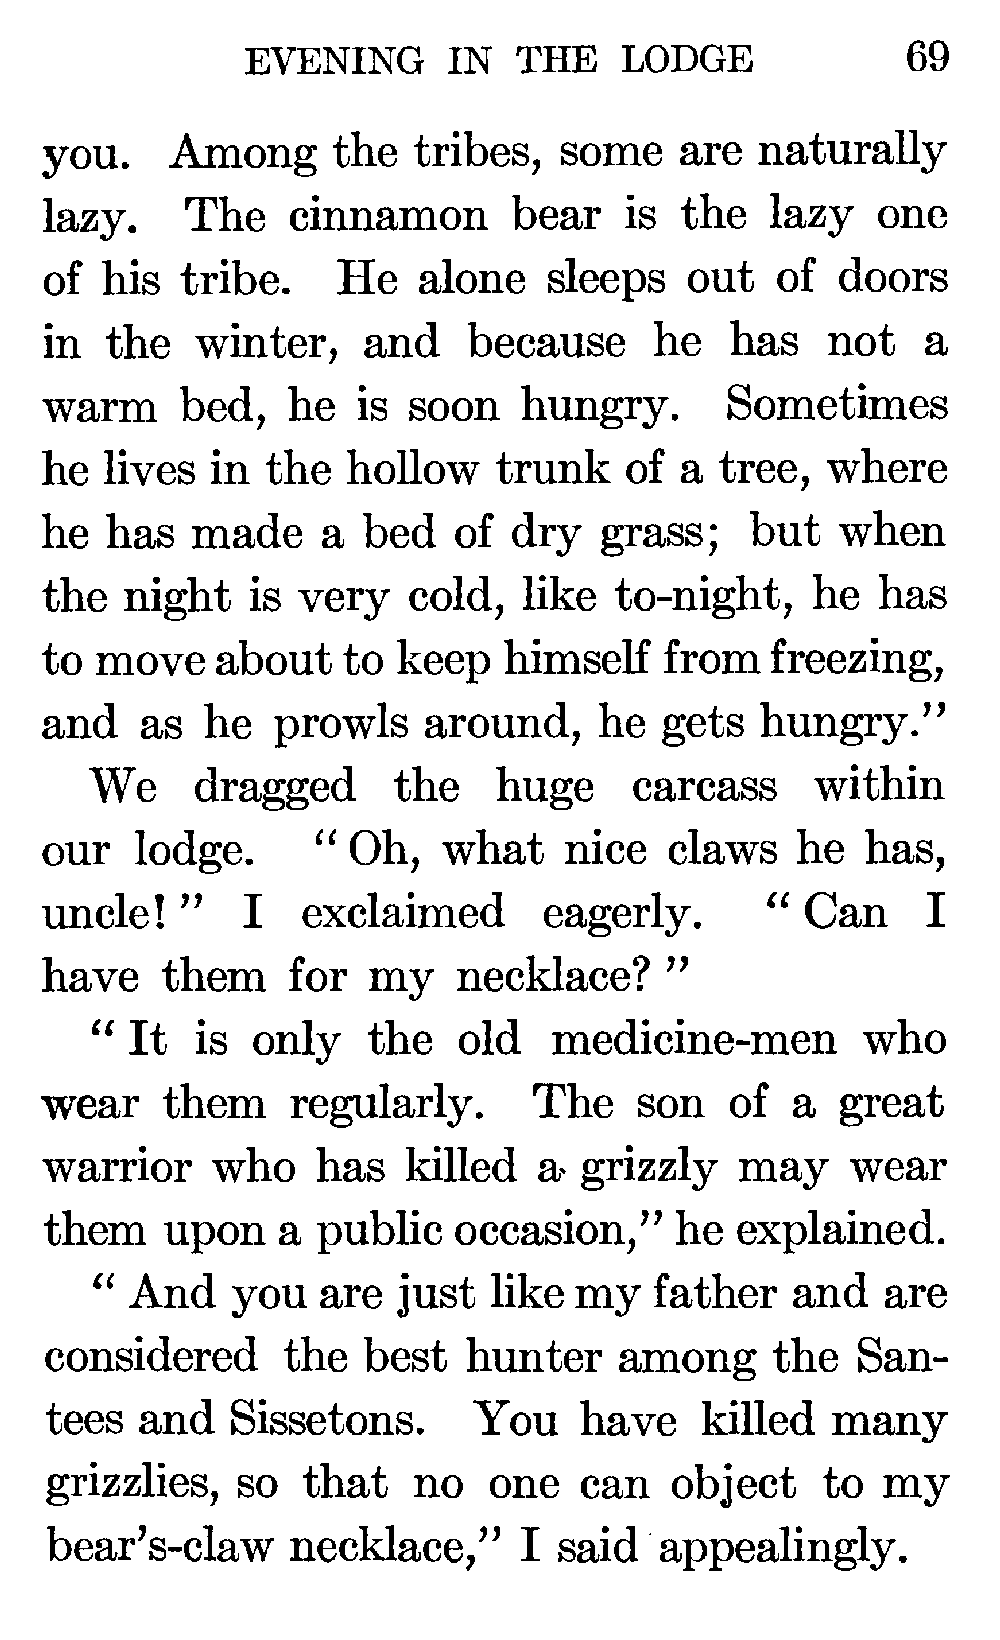 EVENING IN THE LODGE 69
you. Among the tribes, some are naturally
lazy. The cinnamon bear is the lazy one
of his tribe. He alone sleeps out of doors
in the winter, and because he has not a
warm bed, he is soon hungry. Sometimes
he lives in the hollow trunk of a tree, where
he has made a bed of dry grass; but when
the night is very cold, like to-night, he has
to move about to keep himself from freezing,
and as he prowls around, he gets hungry."
We dragged the huge carcass within
our lodge. "Oh, what nice claws he has,
uncle!" I exclaimed eagerly. "Can I
have them for my necklace?"
"It is only the old medicine-men who
wear them regularly. The son of a great
warrior who has killed a grizzly may wear
them upon a public occasion," he explained.
"And you are just like my father and are
considered the best hunter among the San-
tees and Sissetons. You have killed many
grizzlies, so that no one can object to my
bear's-claw necklace," I said appealingly.